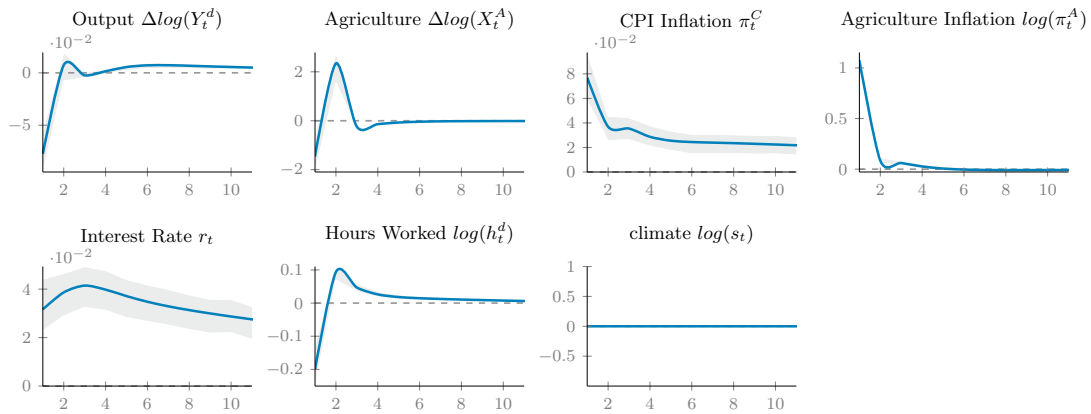 Output Δlog(Y_t^d)
·10^−2
0
−5
2 4 6 8 10
Agriculture Δlog(X_t^A)
2
0
−2
2 4 6 8 10
CPI Inflation π_t^C
·10^−2
8
6
4
2
0
2 4 6 8 10
Agriculture Inflation log(π_t^A)
1
0.5
0
2 4 6 8 10
Interest Rate r_t
·10^−2
4
2
0
2 4 6 8 10
Hours Worked log(h_t^d)
0.1
0
−0.1
−0.2
2 4 6 8 10
climate log(s_t)
1
0.5
0
−0.5
2 4 6 8 10